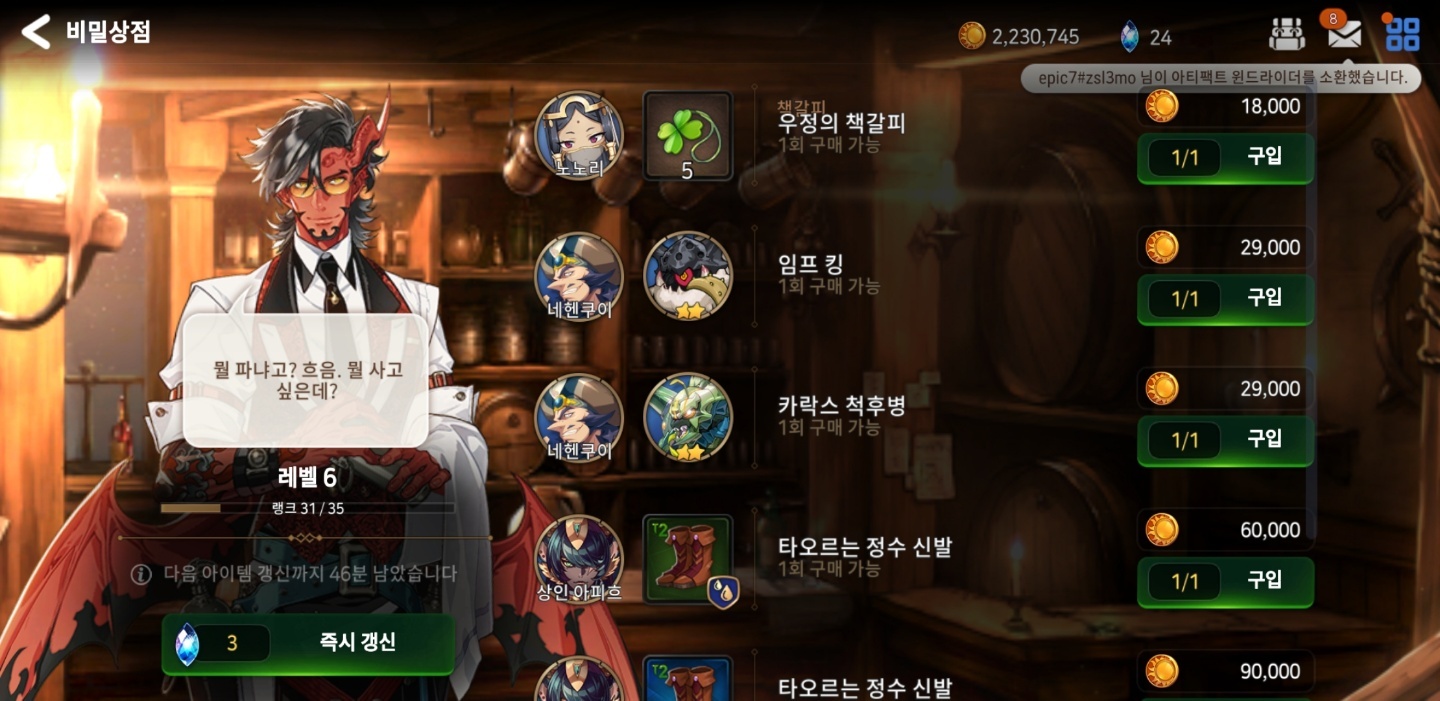 비밀상점
2,230,745
24
8
epic7#zsl3mo 님이 아티팩트 윈드라이더를 소환했습니다.
노노리
5
책갈피
우정의 책갈피
1회 구매 가능
18,000
1/1
구입
네헨쿠이
임프 킹
1회 구매 가능
29,000
1/1
구입
네헨쿠이
카락스 척후병
1회 구매 가능
29,000
1/1
구입
상인 아피흐
T2
타오르는 정수 신발
1회 구매 가능
60,000
1/1
구입
T2
타오르는 정수 신발
90,000
뭘 파냐고? 흐음. 뭘 사고
싶은데?
레벨 6
랭크 31 / 35
다음 아이템 갱신까지 46분 남았습니다
3
즉시 갱신